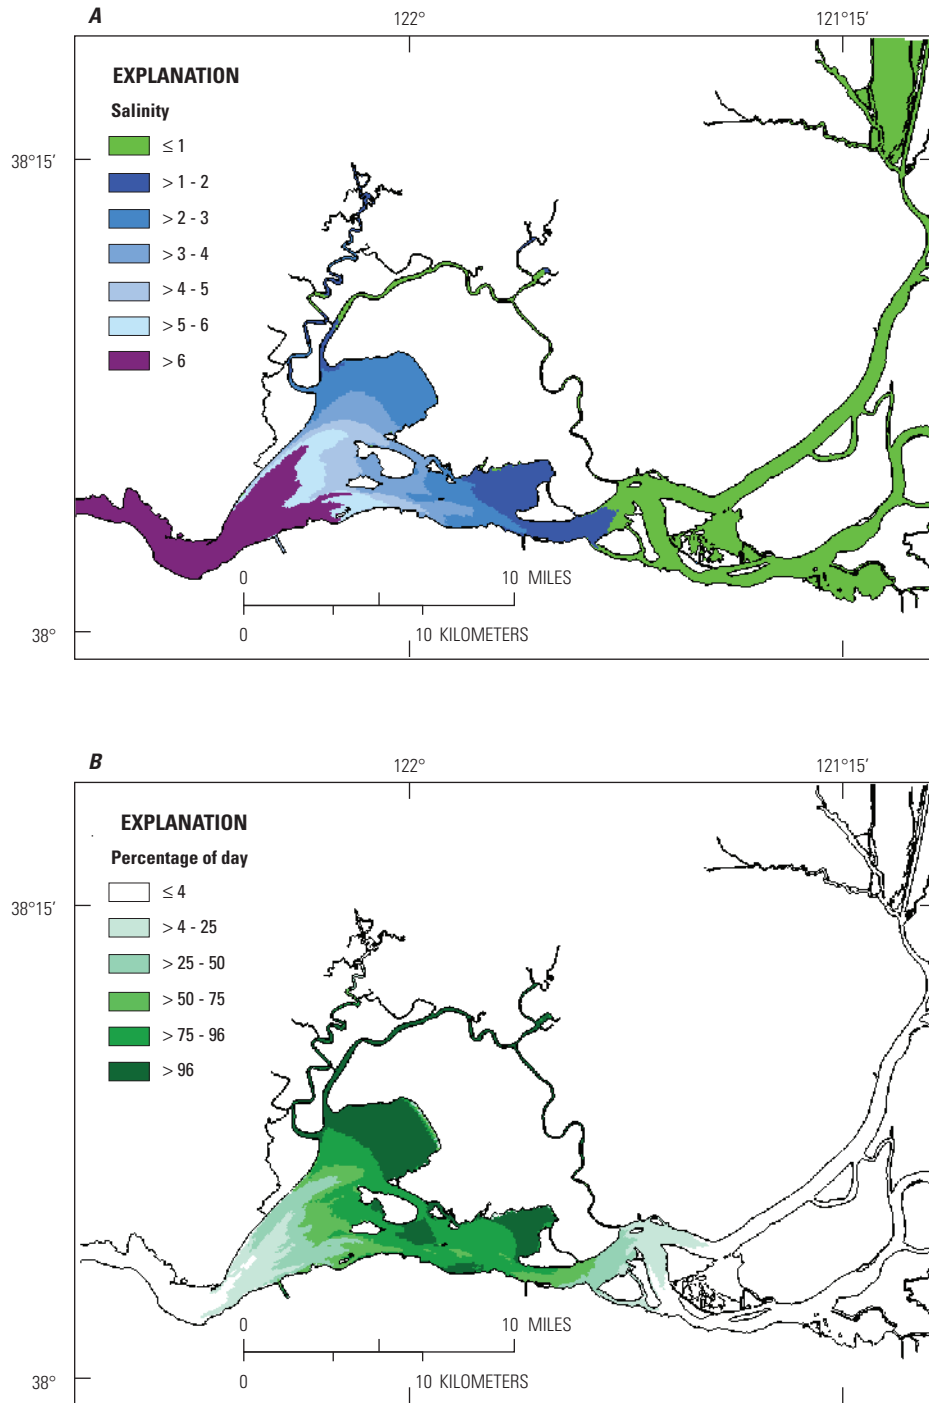 A
122°
121°15′
EXPLANATION
Salinity
≤ 1
> 1 - 2
> 2 - 3
> 3 - 4
> 4 - 5
> 5 - 6
> 6
38°15′
38°
0 10 MILES
0 10 KILOMETERS
B
122°
121°15′
EXPLANATION
Percentage of day
≤ 4
> 4 - 25
> 25 - 50
> 50 - 75
> 75 - 96
> 96
38°15′
38°
0 10 MILES
0 10 KILOMETERS